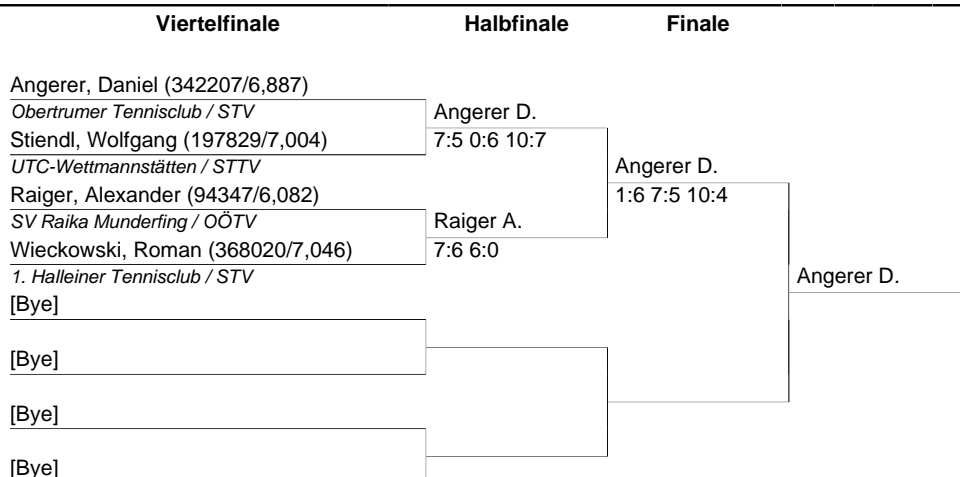 Viertelfinale Halbfinale Finale
Angerer, Daniel (342207/6,887)
Obertrumer Tennisclub / STV Angerer D.
Stiendl, Wolfgang (197829/7,004) 7:5 0:6 10:7
UTC-Wettmannstätten / STTV Angerer D.
Raiger, Alexander (94347/6,082) 1:6 7:5 10:4
SV Raika Munderfing / OÖTV Raiger A.
Wieckowski, Roman (368020/7,046) 7:6 6:0
1. Halleiner Tennisclub / STV Angerer D.
[Bye]
[Bye]
[Bye]
[Bye]